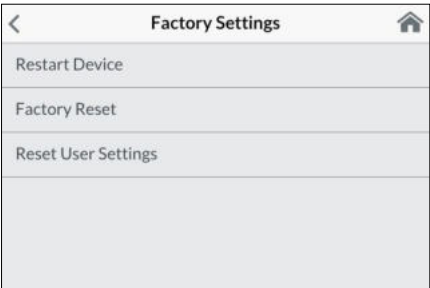 Factory Settings
Restart Device
Factory Reset
Reset User Settings